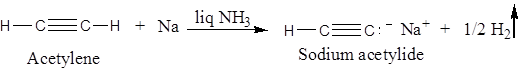 H—C≡C—H + Na liq NH₃ H—C≡C:⁻ Na⁺ + 1/2 H₂
Acetylene Sodium acetylide